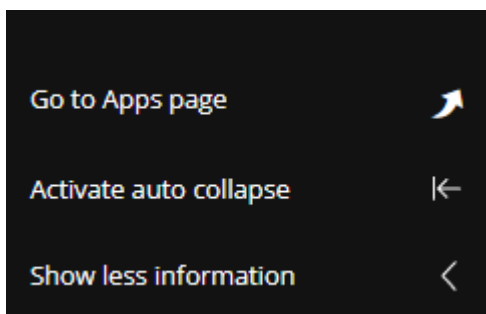 Go to Apps page
Activate auto collapse
Show less information